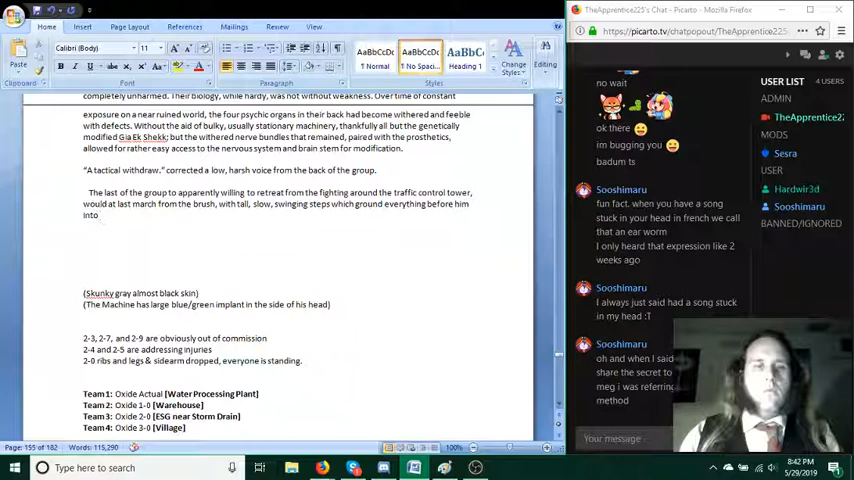 TheApprentice225's Chat - Picarto - Mozilla Firefox
https://picarto.tv/chatpopout/TheApprentice225
Home
Insert
Page Layout
References
Mailings
Review
View
Paste
Clipboard
Calibri (Body)
11
Font
Paragraph
AaBbCcDc
¶ Normal
AaBbCcDc
¶ No Spaci...
AaBbCc
Heading 1
Change
Styles
Styles
Editing
completely unharmed. Their biology, while hardy, was not without weakness. Over time of constant
exposure on a near ruined world, the four psychic organs in their back had become withered and feeble
with defects. Without the aid of bulky, usually stationary machinery, thankfully all but the genetically
modified Gia Ek Shekk; but the withered nerve bundles that remained, paired with the prosthetics,
allowed for rather easy access to the nervous system and brain stem for modification.
“A tactical withdraw.” corrected a low, harsh voice from the back of the group.
The last of the group to apparently willing to retreat from the fighting around the traffic control tower,
would at last march from the brush, with tall, slow, swinging steps which ground everything before him
into
(Skunky gray almost black skin)
(The Machine has large blue/green implant in the side of his head)
2-3, 2-7, and 2-9 are obviously out of commission
2-4 and 2-5 are addressing injuries
2-0 ribs and legs & sidearm dropped, everyone is standing.
Team 1: Oxide Actual [Water Processing Plant]
Team 2: Oxide 1-0 [Warehouse]
Team 3: Oxide 2-0 [ESG near Storm Drain]
Team 4: Oxide 3-0 [Village]
Page: 155 of 182
Words: 115,290
100%
no wait
ok there
im bugging you
badum ts
Sooshimaru:
fun fact. when you have a song
stuck in your head in french we call
that an ear worm
I only heard that expression like 2
weeks ago
Sooshimaru:
I always just said had a song stuck
in my head :T
Sooshimaru:
oh and when I said
share the secret to
meg i was referring
method
Your message
USER LIST
4 USERS
ADMIN
TheApprentice
MODS
Sesra
USER
Hardwir3d
Sooshimaru
BANNED/IGNORED
Type here to search
8:42 PM
5/29/2019